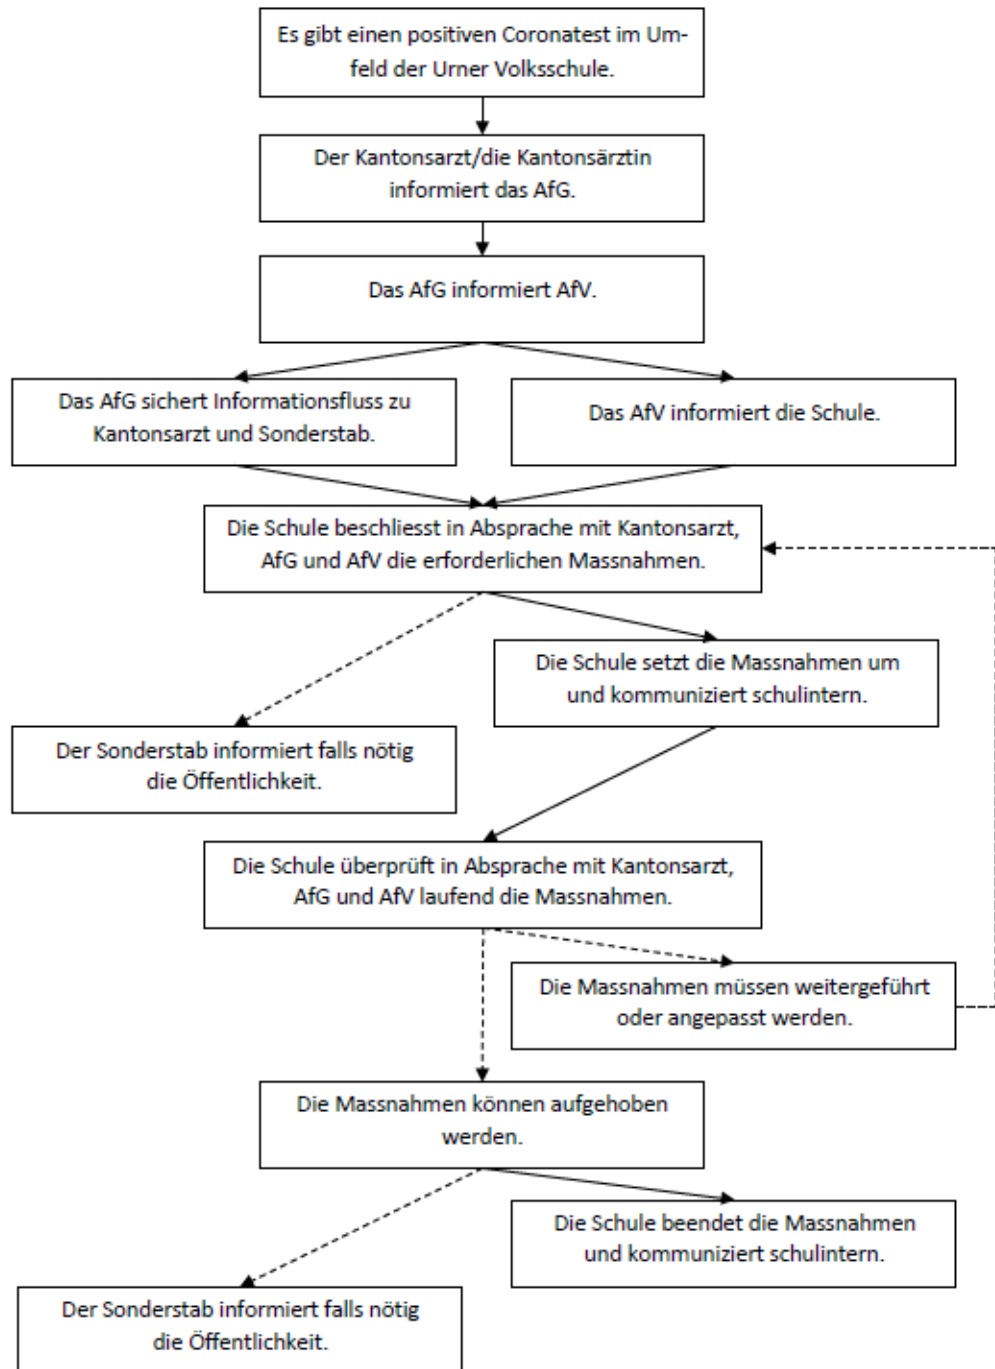 Es gibt einen positiven Coronatest im Um-
feld der Urner Volksschule.
Der Kantonsarzt/die Kantonsärztin
informiert das AfG.
Das AfG informiert AfV.
Das AfG sichert Informationsfluss zu
Kantonsarzt und Sonderstab.
Das AfV informiert die Schule.
Die Schule beschliesst in Absprache mit Kantonsarzt,
AfG und AfV die erforderlichen Massnahmen.
Die Schule setzt die Massnahmen um
und kommuniziert schulintern.
Der Sonderstab informiert falls nötig
die Öffentlichkeit.
Die Schule überprüft in Absprache mit Kantonsarzt,
AfG und AfV laufend die Massnahmen.
Die Massnahmen müssen weitergeführt
oder angepasst werden.
Die Massnahmen können aufgehoben
werden.
Die Schule beendet die Massnahmen
und kommuniziert schulintern.
Der Sonderstab informiert falls nötig
die Öffentlichkeit.